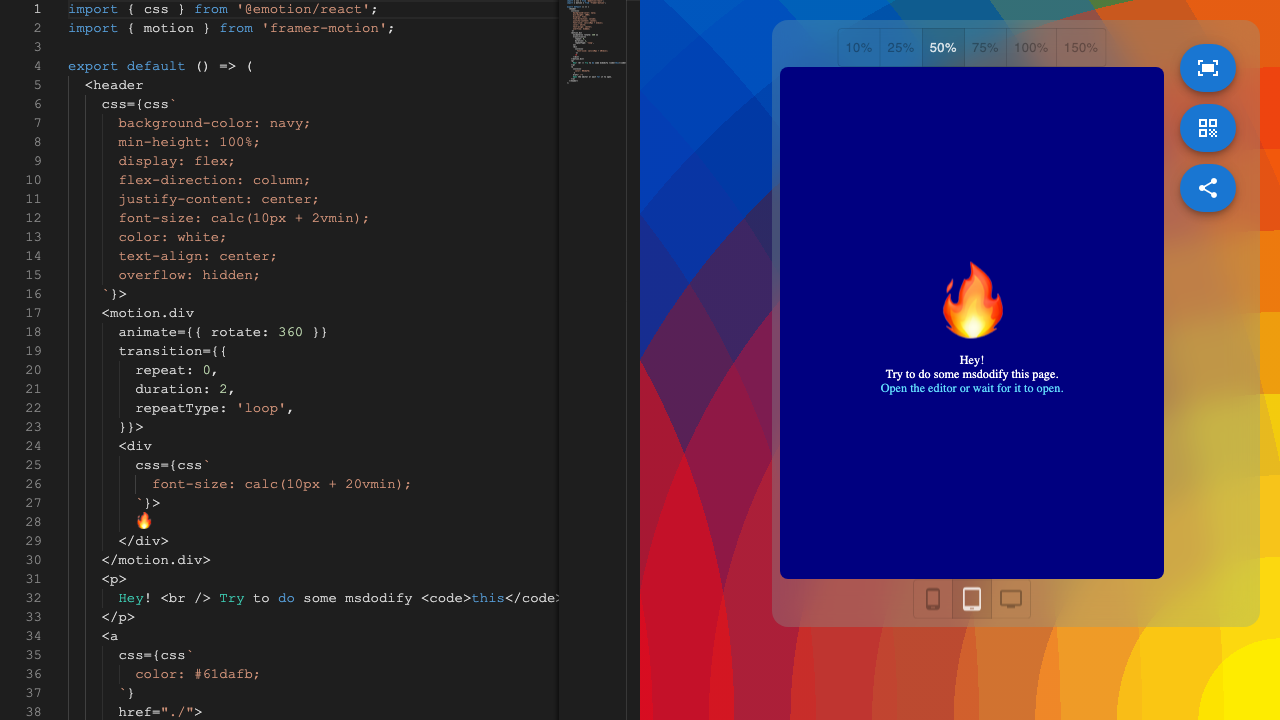 1 import { css } from '@emotion/react';
2 import { motion } from 'framer-motion';
3
4 export default () => (
5 <header
6 css={css`
7 background-color: navy;
8 min-height: 100%;
9 display: flex;
10 flex-direction: column;
11 justify-content: center;
12 font-size: calc(10px + 2vmin);
13 color: white;
14 text-align: center;
15 overflow: hidden;
16 `}>
17 <motion.div
18 animate={{ rotate: 360 }}
19 transition={{
20 repeat: 0,
21 duration: 2,
22 repeatType: 'loop',
23 }}>
24 <div
25 css={css`
26 font-size: calc(10px + 20vmin);
27 `}>
28 🔥
29 </div>
30 </motion.div>
31 <p>
32 Hey! <br /> Try to do some msdodify <code>this</code>
33 </p>
34 <a
35 css={css`
36 color: #61dafb;
37 `}
38 href="./">
10% 25% 50% 75% 100% 150%
Hey!
Try to do some msdodify this page.
Open the editor or wait for it to open.